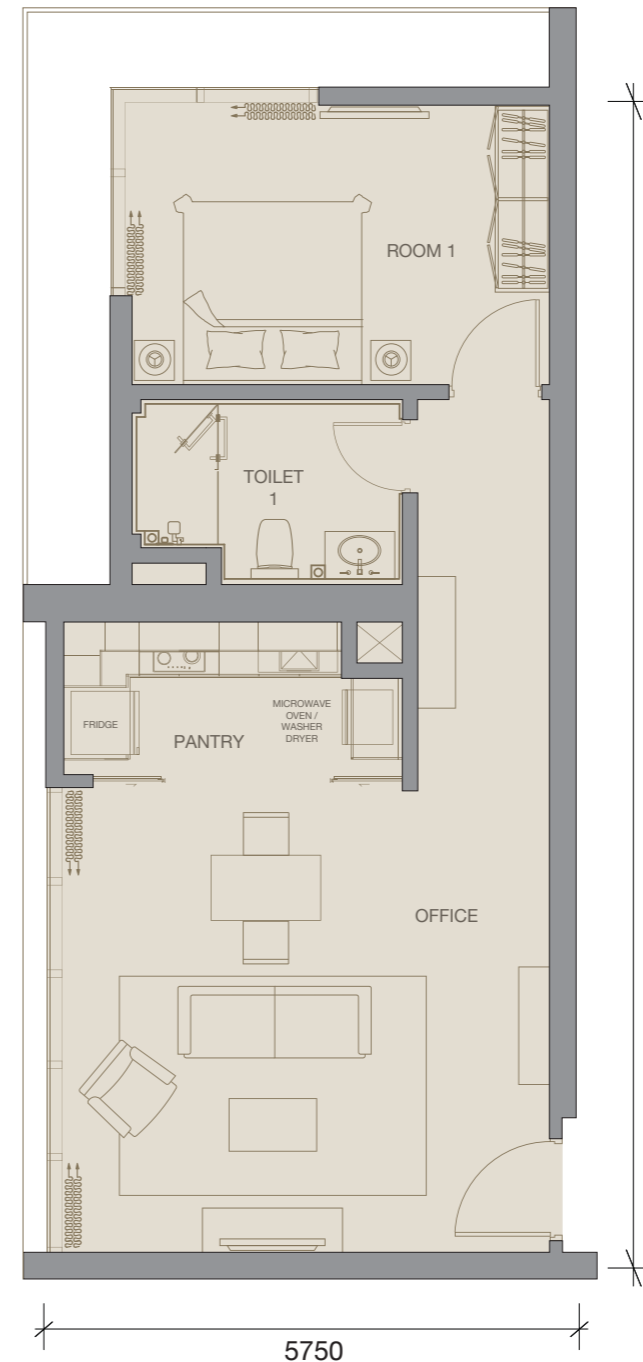 ROOM 1
TOILET
1
FRIDGE
PANTRY
MICROWAVE
OVEN /
WASHER
DRYER
OFFICE
5750